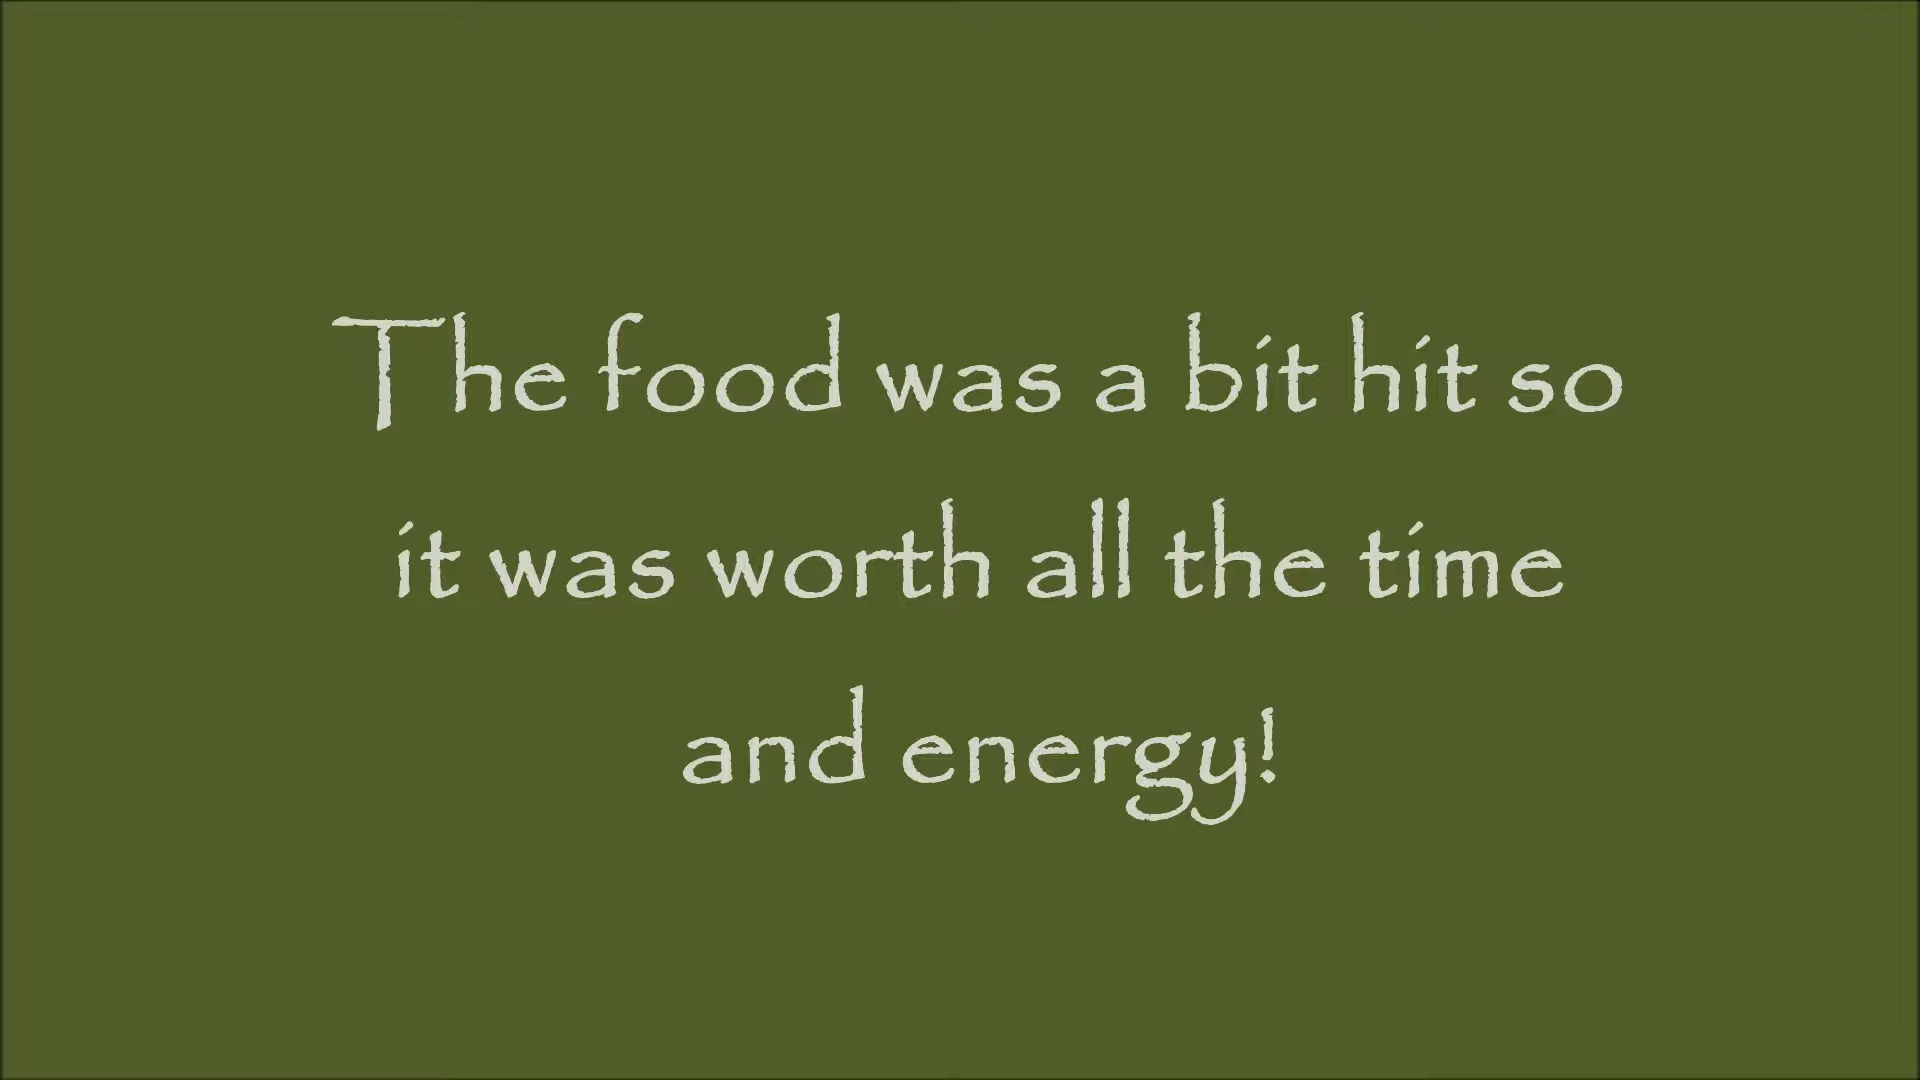 The food was a bit hit so
it was worth all the time
and energy!